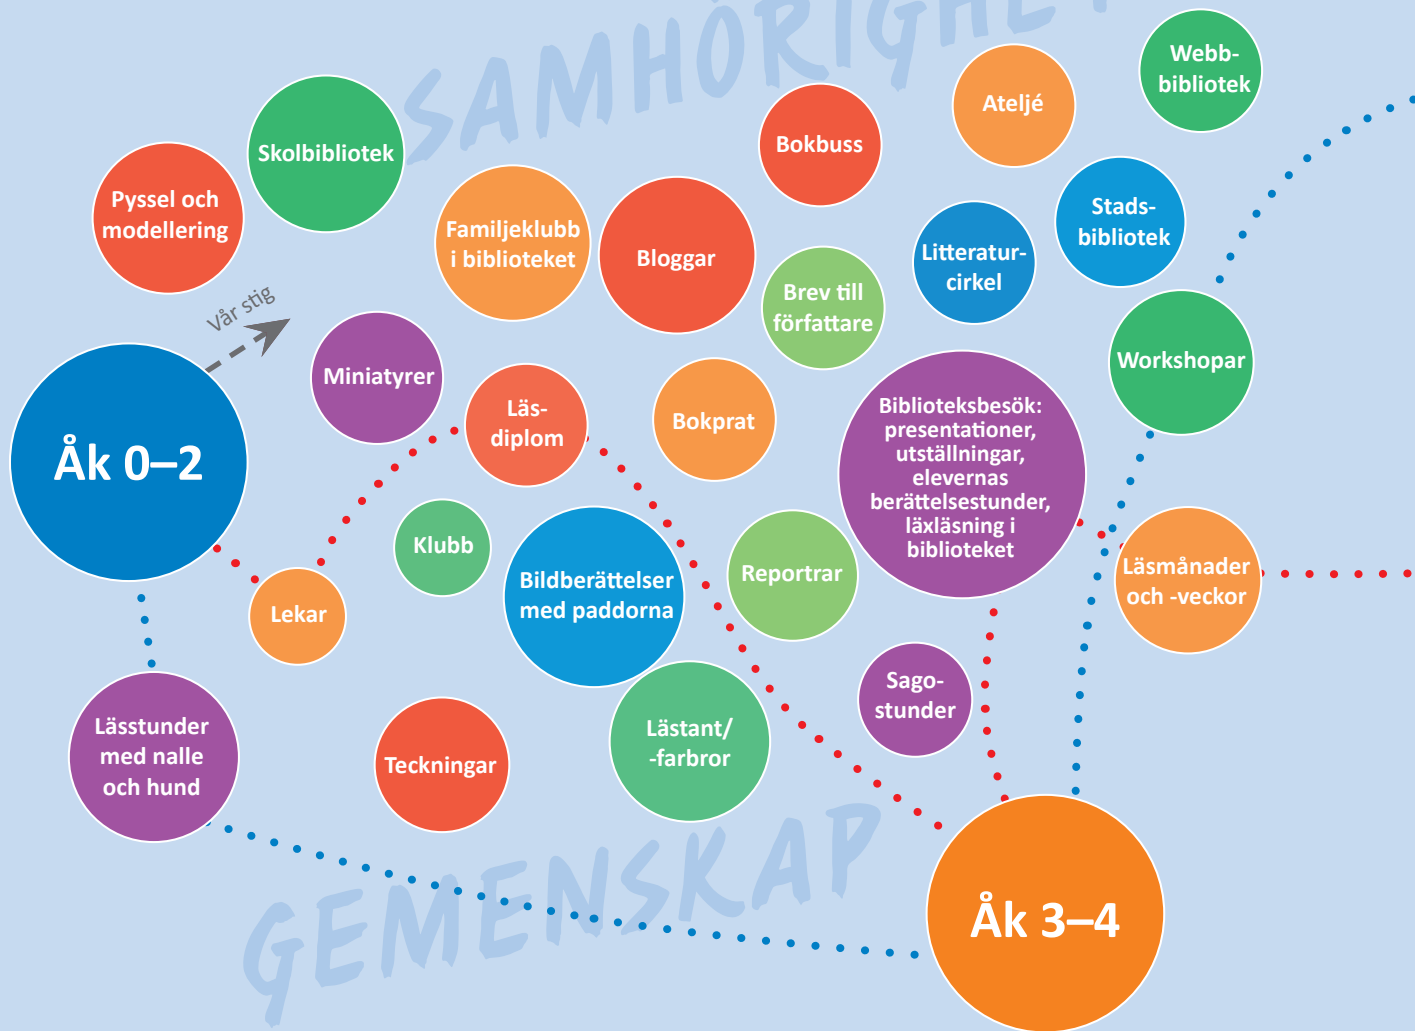 SAMHÖRIGHET
Webb-
bibliotek
Ateljé
Skolbibliotek
Bokbuss
Pyssel och
modellering
Stads-
bibliotek
Familjeklubb
i biblioteket
Bloggar
Litteratur-
cirkel
Brev till
författare
Vår stig
Miniatyrer
Workshopar
Läs-
diplom
Bokprat
Biblioteksbesök:
presentationer,
utställningar,
elevernas
berättelsestunder,
läxläsning i
biblioteket
Åk 0–2
Klubb
Bildberättelser
med paddorna
Reportrar
Läsmånader
och -veckor
Lekar
Sago-
stunder
Lässtunder
med nalle
och hund
Teckningar
Lästant/
-farbror
GEMENSKAP
Åk 3–4